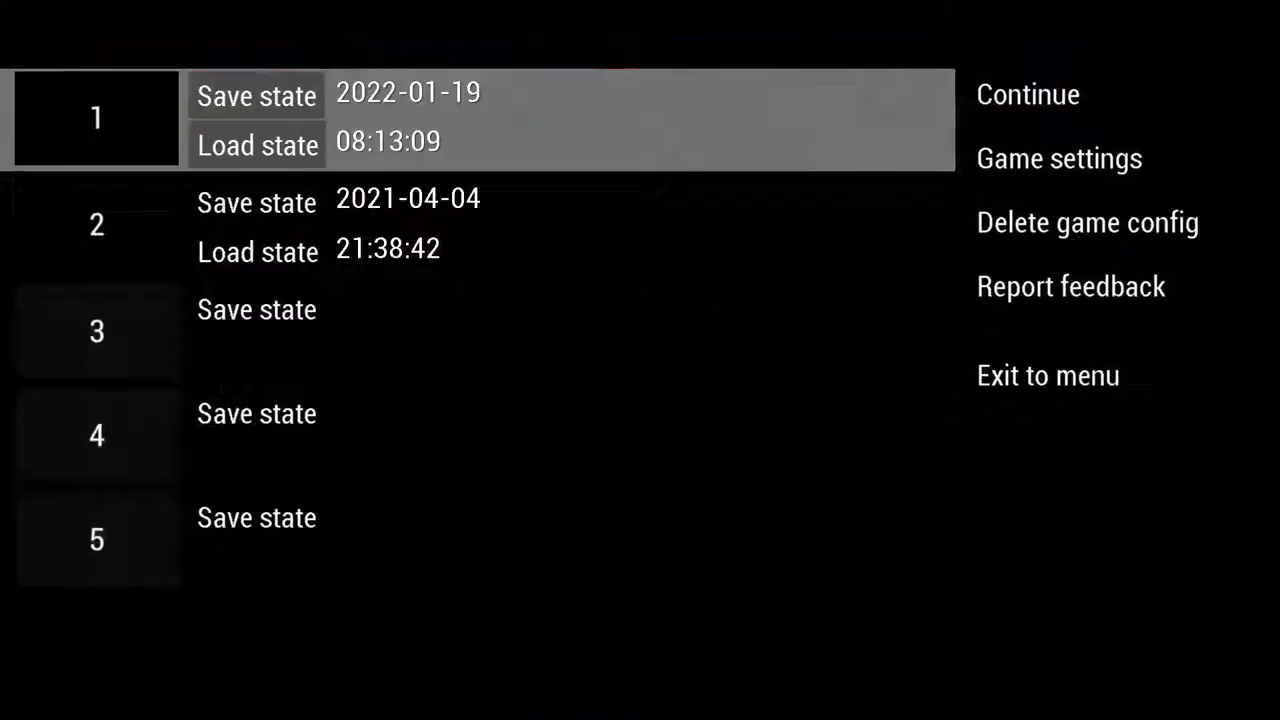 1
Save state 2022-01-19
Load state 08:13:09
2
Save state 2021-04-04
Load state 21:38:42
3
Save state
4
Save state
5
Save state
Continue
Game settings
Delete game config
Report feedback
Exit to menu